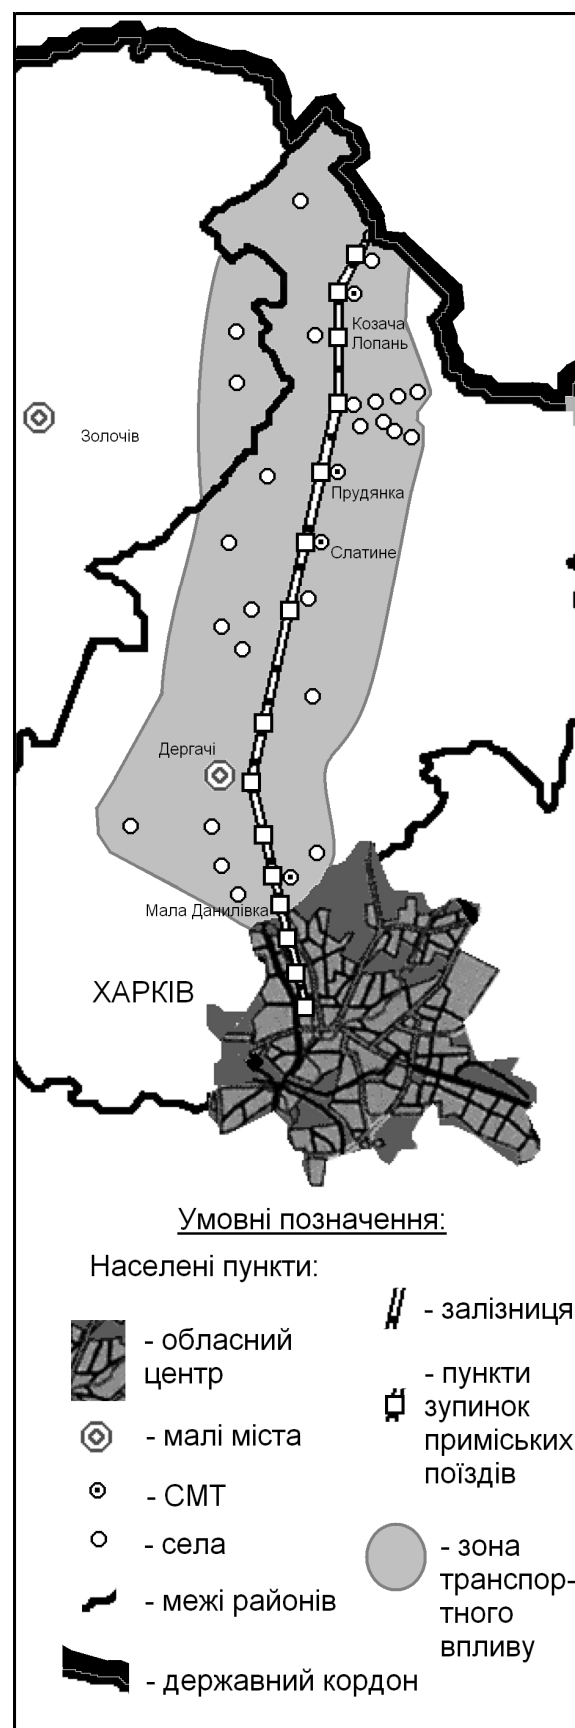 Козача
Лопань
Золочів
Прудянка
Слатине
Дергачі
Мала Данилівка
ХАРКІВ
Умовні позначення:
Населені пункти:
- обласний
центр
- малі міста
- СМТ
- села
- межі районів
- державний кордон
- залізниця
- пункти
зупинок
приміських
поїздів
- зона
транспор-
тного
впливу